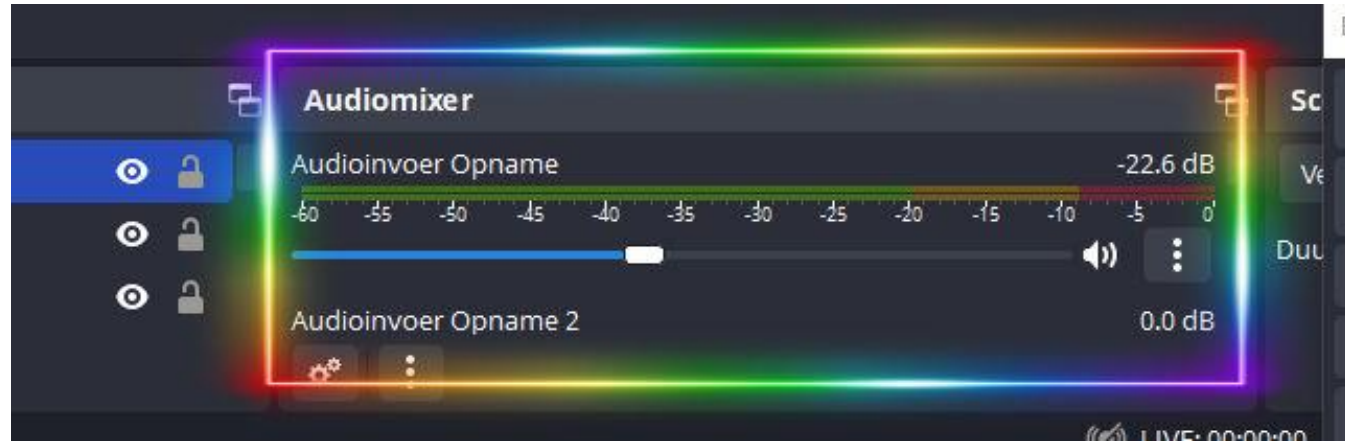 Audiomixer
Sc
Audioinvoer Opname
-22.6 dB
Ve
-60 -55 -50 -45 -40 -35 -30 -25 -20 -15 -10 -5 0
Duu
Audioinvoer Opname 2
0.0 dB
LIVE: 00:00:00